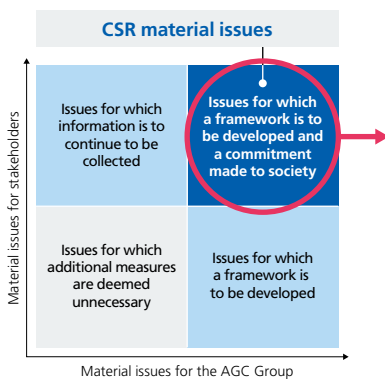 CSR material issues
Material issues for stakeholders
Issues for which
information is to
continue to be
collected
Issues for which
a framework is to
be developed and
a commitment
made to society
Issues for which
additional measures
are deemed
unnecessary
Issues for which
a framework is
to be developed
Material issues for the AGC Group